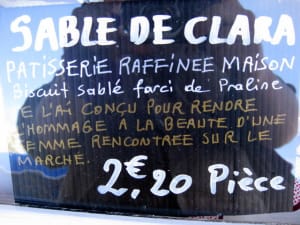 SABLE DE CLARA
PATISSERIE RAFFINEE MAISON
Biscuit sablé farci de Praline
JE L'AI CONÇU POUR RENDRE
L'HOMMAGE À LA BEAUTE D'UNE
FEMME RENCONTREE SUR LE
MARCHE.
2€,20 Pièce